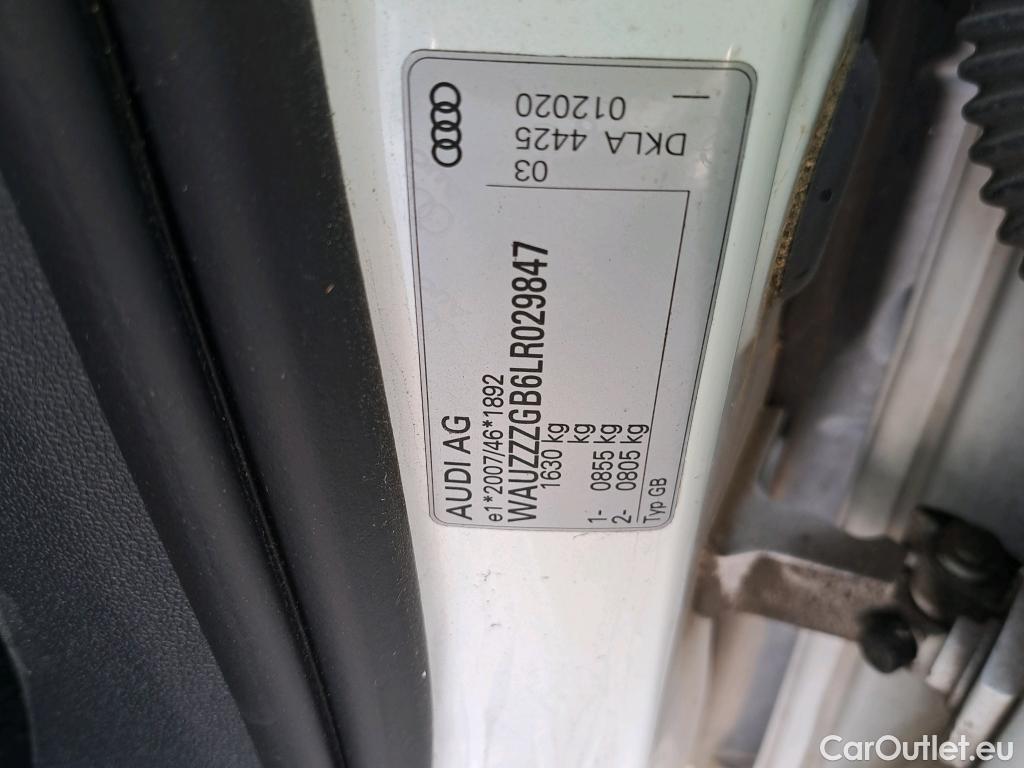 AUDI AG
e1*2007/46*1892
WAUZZZGB6LR029847
1630 kg
kg
1- 0855 kg
2- 0805 kg
Typ GB
03
012020
4425
DKLA
CarOutlet.eu